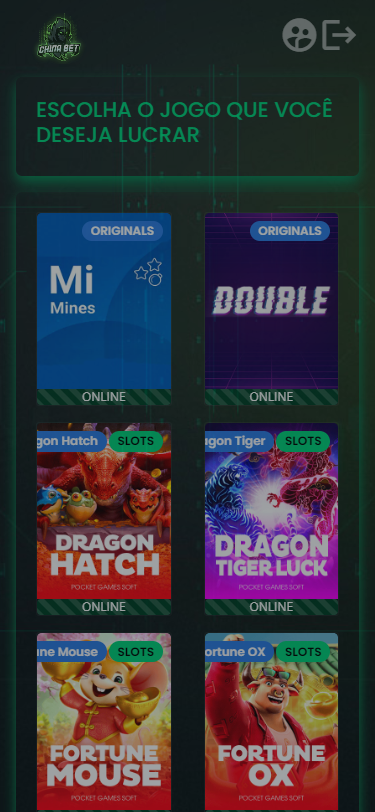 CHINA BET
ESCOLHA O JOGO QUE VOCÊ
DESEJA LUCRAR
ORIGINALS
Mi
Mines
ONLINE
ORIGINALS
DOUBLE
ONLINE
gon Hatch
SLOTS
DRAGON
HATCH
POCKET GAMES SOFT
ONLINE
agon Tiger
SLOTS
DRAGON
TIGER LUCK
POCKET GAMES SOFT
ONLINE
une Mouse
SLOTS
FORTUNE
MOUSE
POCKET GAMES SOFT
ortune OX
SLOTS
FORTUNE
OX
POCKET GAMES SOFT